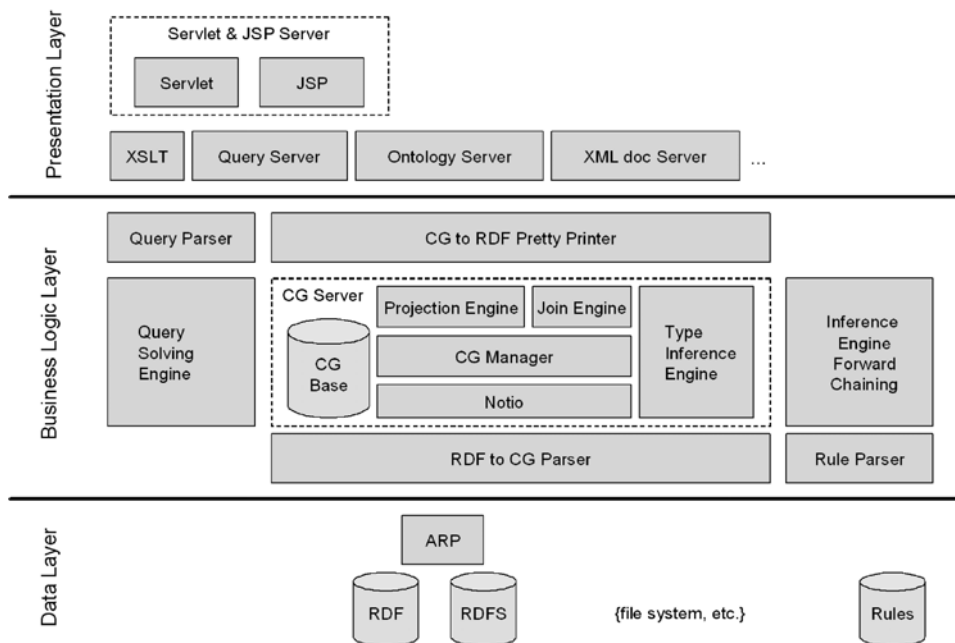 Presentation Layer
Servlet & JSP Server
Servlet
JSP
XSLT
Query Server
Ontology Server
XML doc Server
...
Business Logic Layer
Query Parser
CG to RDF Pretty Printer
Query
Solving
Engine
CG Server
CG
Base
Projection Engine
Join Engine
CG Manager
Notio
Type
Inference
Engine
Inference
Engine
Forward
Chaining
RDF to CG Parser
Rule Parser
Data Layer
ARP
RDF
RDFS
{file system, etc.}
Rules